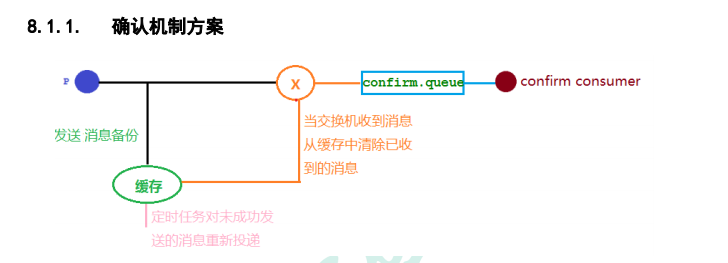 8.1.1. 确认机制方案
P
X
confirm.queue
confirm consumer
发送 消息备份
当交换机收到消息
从缓存中清除已收
到的消息
缓存
定时任务对未成功发
送的消息重新投递